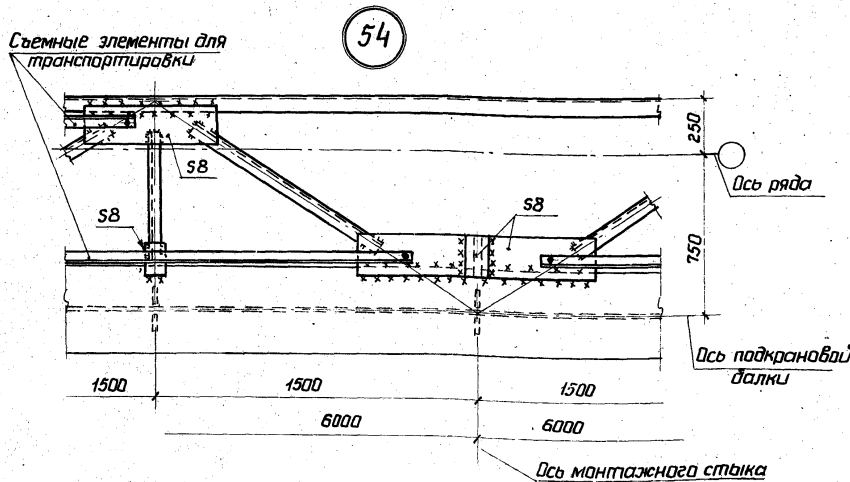 54
Съемные элементы для
транспортировки
250
s8
Ось ряда
s8
s8
750
Ось подкрановой
балки
1500
1500
1500
6000
6000
Ось монтажного стыка